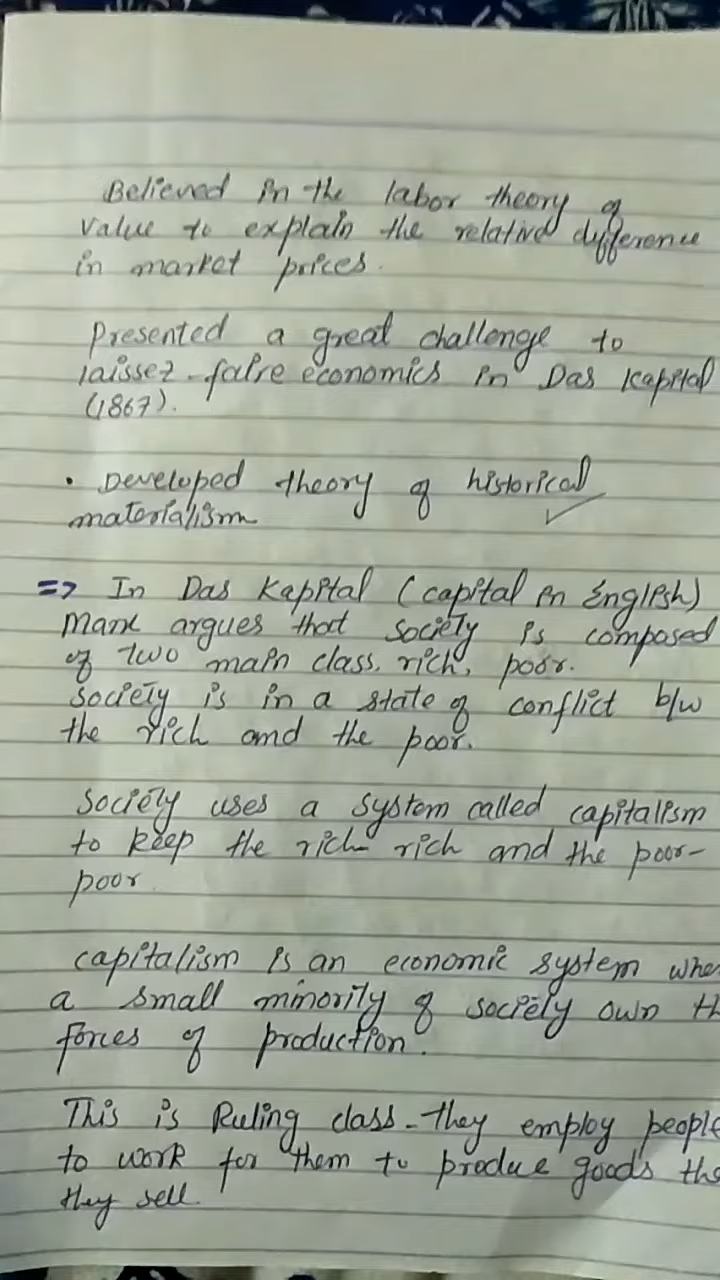 Believed in the labor theory of
value to explain the relative difference
in market prices.
Presented a great challenge to
laissez-faire economics in Das Kapital
(1867).
• Developed theory of historical
materialism
=> In Das Kapital (capital in English)
Marx argues that society is composed
of two main class, rich, poor.
Society is in a state of conflict b/w
the rich and the poor.
Society uses a system called capitalism
to keep the rich rich and the poor-
poor
capitalism is an economic system whe
a small minority of society own th
forces of production.
This is Ruling class - they employ people
to work for them to produce goods tha
they sell.